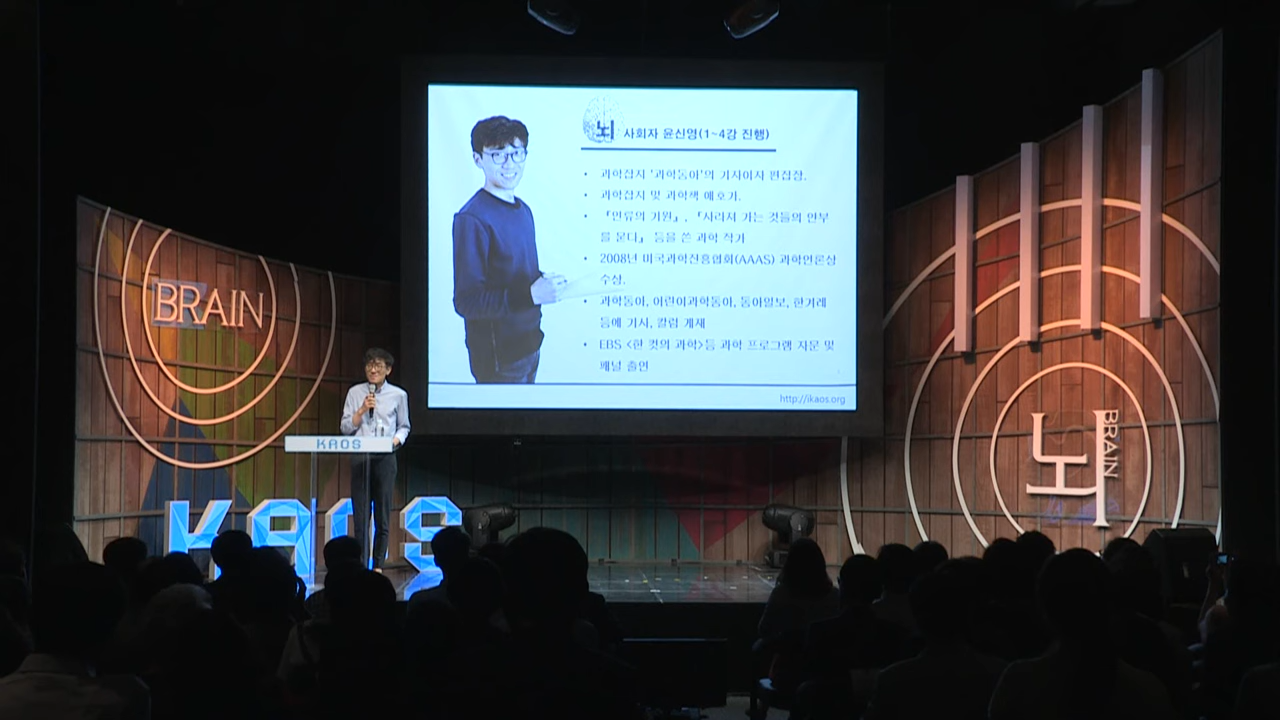 뇌 사회자 윤신영(1~4강 진행)
• 과학잡지 '과학동아'의 기자이자 편집장.
• 과학잡지 및 과학책 애호가.
• 『인류의 기원』, 『사라져 가는 것들의 안부
를 묻다』 등을 쓴 과학 작가
• 2008년 미국과학진흥협회(AAAS) 과학언론상
수상.
• 과학동아, 어린이과학동아, 동아일보, 한겨레
등에 기사, 칼럼 게재
• EBS <한 컷의 과학>등 과학 프로그램 자문 및
패널 출연
http://ikaos.org
BRAIN
KAOS
KAOS
뇌
BRAIN